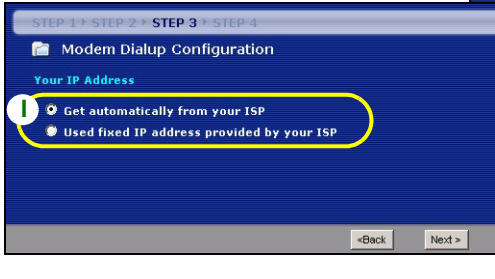 STEP 1 STEP 2 STEP 3 STEP 4
Modem Dialup Configuration
Your IP Address
1
Get automatically from your ISP
Used fixed IP address provided by your ISP
<Back Next >